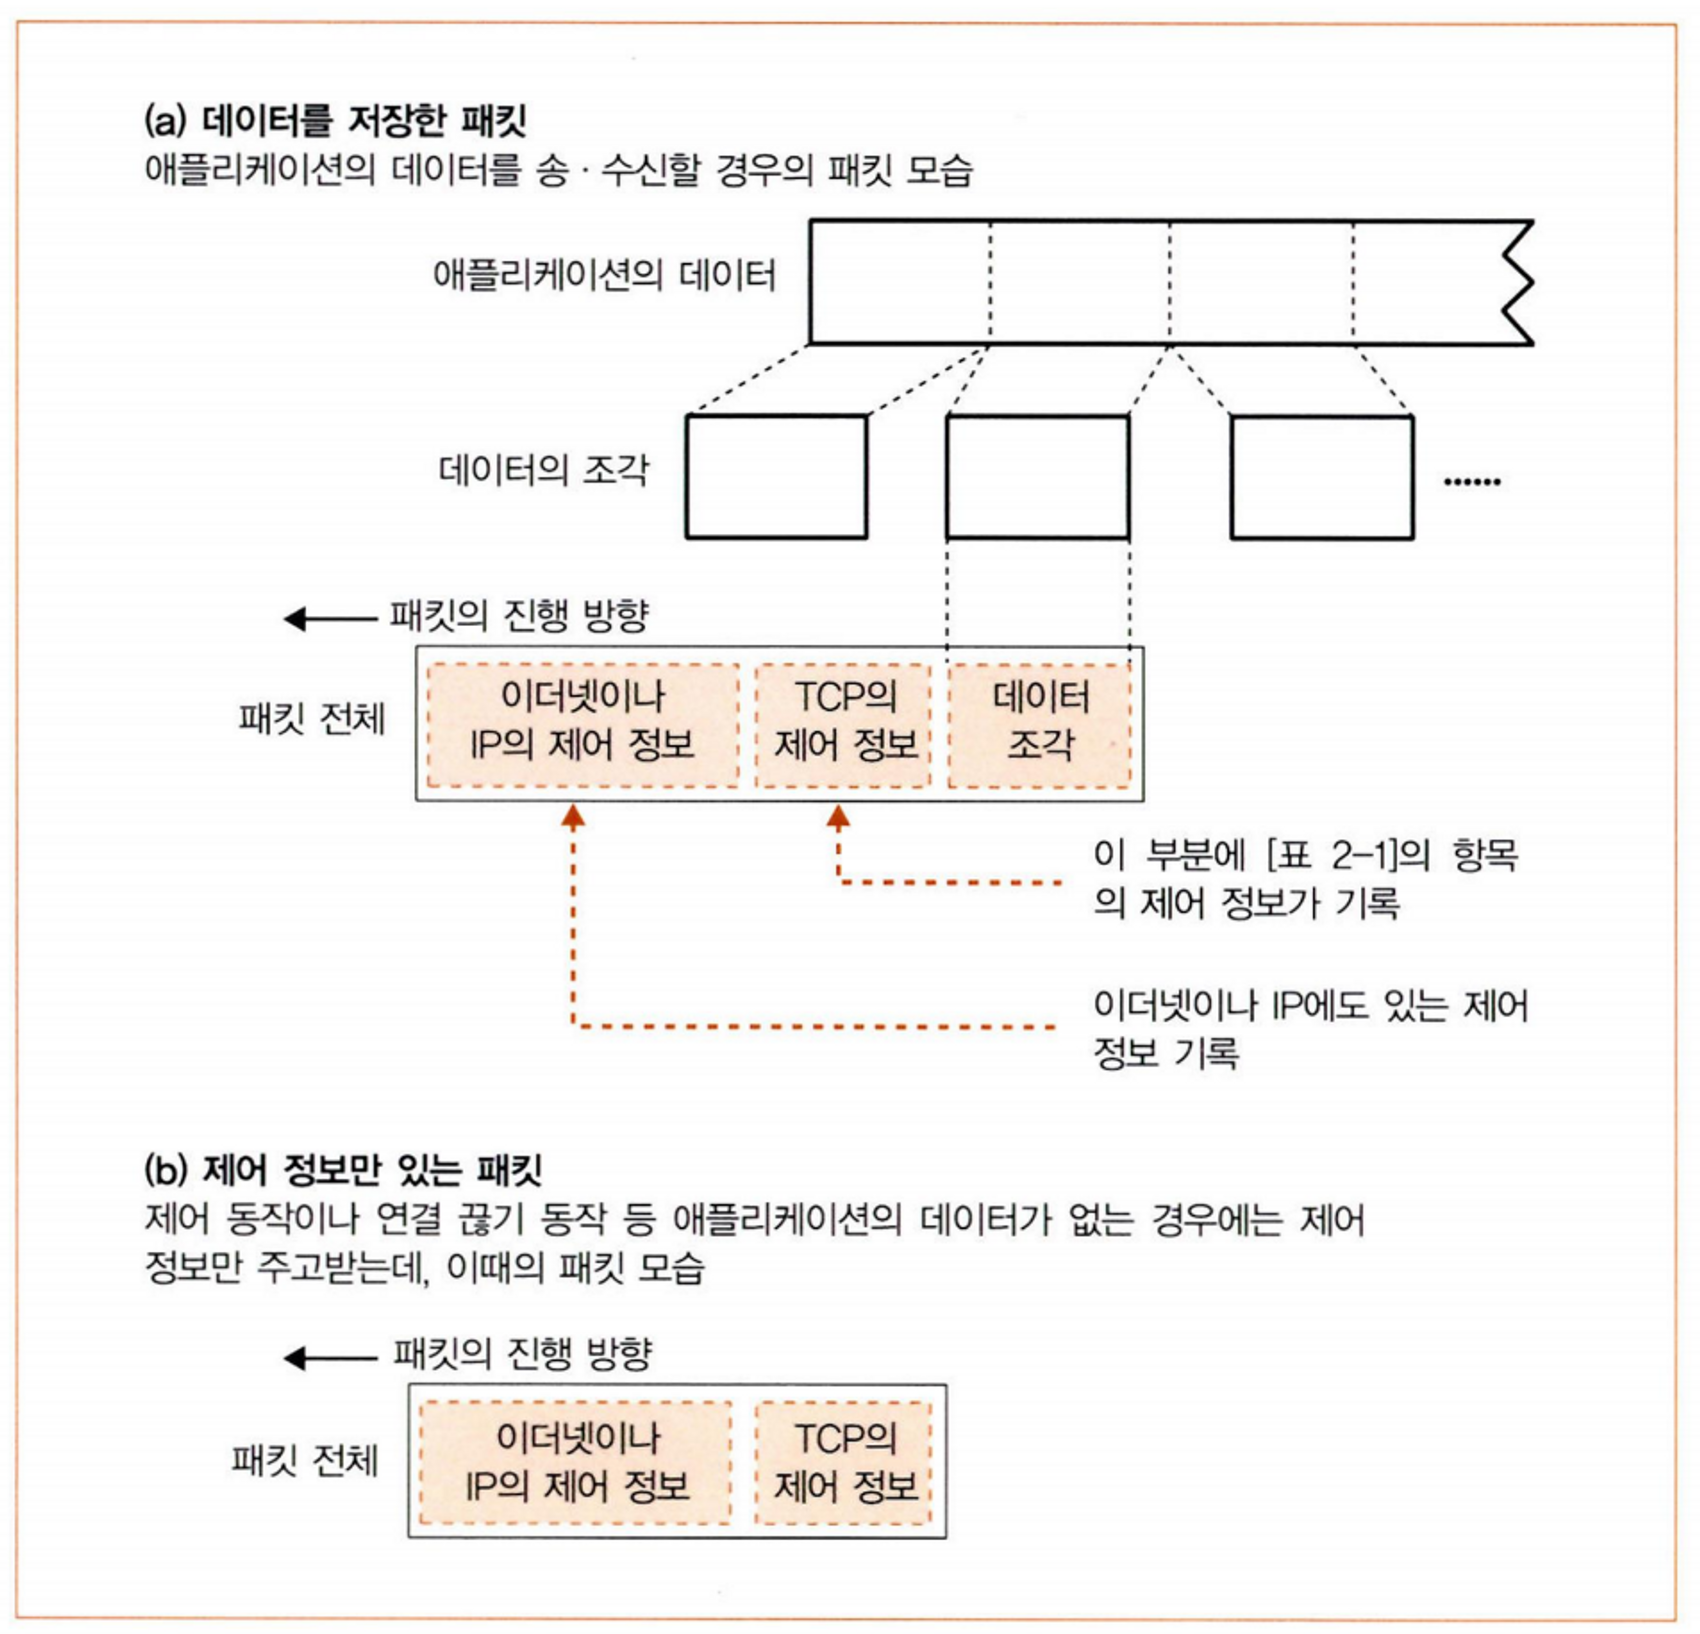 (a) 데이터를 저장한 패킷
애플리케이션의 데이터를 송 · 수신할 경우의 패킷 모습
애플리케이션의 데이터
데이터의 조각
패킷의 진행 방향
패킷 전체
이더넷이나
IP의 제어 정보
TCP의
제어 정보
데이터
조각
이 부분에 [표 2-1]의 항목
의 제어 정보가 기록
이더넷이나 IP에도 있는 제어
정보 기록
(b) 제어 정보만 있는 패킷
제어 동작이나 연결 끊기 동작 등 애플리케이션의 데이터가 없는 경우에는 제어
정보만 주고받는데, 이때의 패킷 모습
패킷의 진행 방향
패킷 전체
이더넷이나
IP의 제어 정보
TCP의
제어 정보